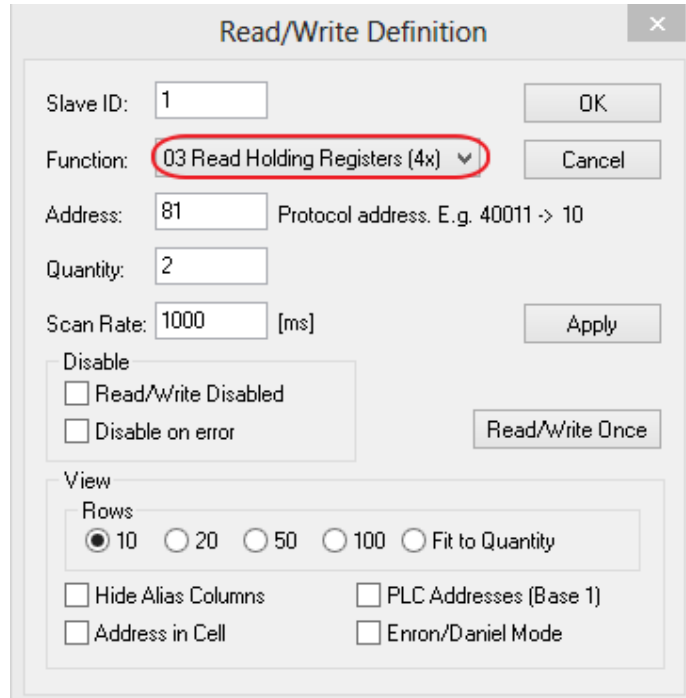 Read/Write Definition
Slave ID: 1 OK
Function: 03 Read Holding Registers (4x) Cancel
Address: 81 Protocol address. E.g. 40011 -> 10
Quantity: 2
Scan Rate: 1000 [ms] Apply
Disable
Read/Write Disabled
Disable on error Read/Write Once
View
Rows
10 20 50 100 Fit to Quantity
Hide Alias Columns PLC Addresses (Base 1)
Address in Cell Enron/Daniel Mode